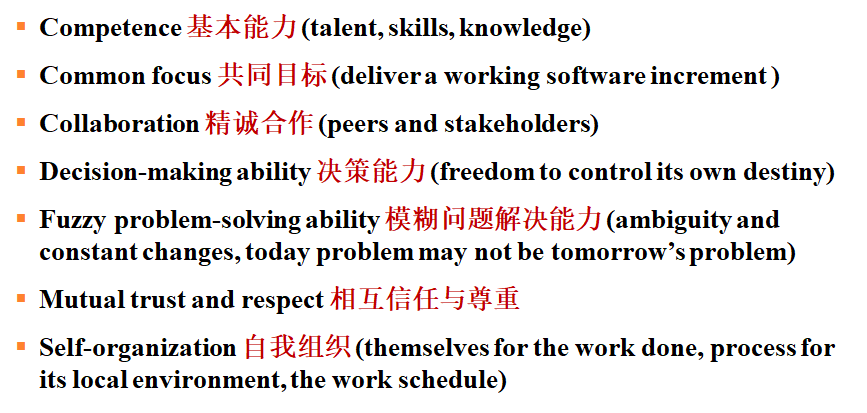 ▪ Competence 基本能力 (talent, skills, knowledge)
▪ Common focus 共同目标 (deliver a working software increment )
▪ Collaboration 精诚合作 (peers and stakeholders)
▪ Decision-making ability 决策能力 (freedom to control its own destiny)
▪ Fuzzy problem-solving ability 模糊问题解决能力 (ambiguity and
constant changes, today problem may not be tomorrow’s problem)
▪ Mutual trust and respect 相互信任与尊重
▪ Self-organization 自我组织 (themselves for the work done, process for
its local environment, the work schedule)